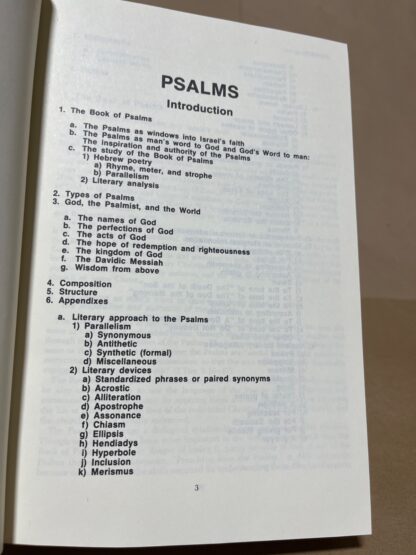 PSALMS
Introduction
1. The Book of Psalms
a. The Psalms as windows into Israel's faith
b. The Psalms as man's word to God and God's Word to man:
The inspiration and authority of the Psalms
c. The study of the Book of Psalms
1) Hebrew poetry
a) Rhyme, meter, and strophe
b) Parallelism
2) Literary analysis
2. Types of Psalms
3. God, the Psalmist, and the World
a. The names of God
b. The perfections of God
c. The acts of God
d. The hope of redemption and righteousness
e. The kingdom of God
f. The Davidic Messiah
g. Wisdom from above
4. Composition
5. Structure
6. Appendixes
a. Literary approach to the Psalms
1) Parallelism
a) Synonymous
b) Antithetic
c) Synthetic (formal)
d) Miscellaneous
2) Literary devices
a) Standardized phrases or paired synonyms
b) Acrostic
c) Alliteration
d) Apostrophe
e) Assonance
f) Chiasm
g) Ellipsis
h) Hendiadys
i) Hyperbole
j) Inclusion
k) Merismus
3